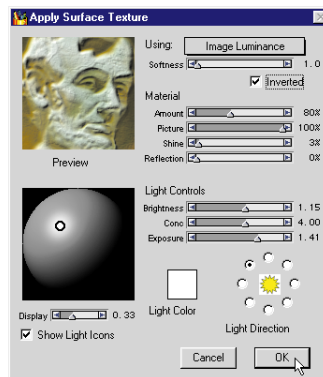 Apply Surface Texture
Using: Image Luminance
Softness 1.0
Inverted
Material
Amount 80%
Picture 100%
Shine 3%
Reflection 0%
Preview
Light Controls
Brightness 1.15
Conc 4.00
Exposure 1.41
Display 0.33
Show Light Icons
Light Color
Light Direction
Cancel
OK